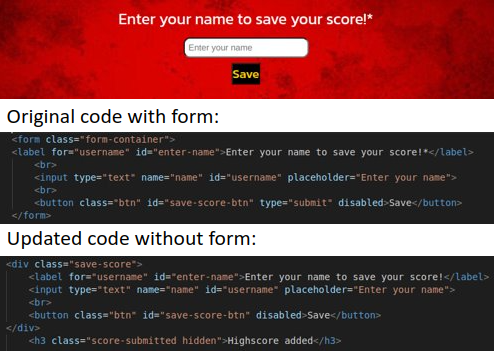 Enter your name to save your score!*
Enter your name
Save
Original code with form:
<form class="form-container">
<label for="username" id="enter-name">Enter your name to save your score!*</label>
<br>
<input type="text" name="name" id="username" placeholder="Enter your name">
<br>
<button class="btn" id="save-score-btn" type="submit" disabled>Save</button>
</form>
Updated code without form:
<div class="save-score">
<label for="username" id="enter-name">Enter your name to save your score!</label>
<input type="text" name="name" id="username" placeholder="Enter your name">
<br>
<button class="btn" id="save-score-btn" disabled>Save</button>
</div>
<h3 class="score-submitted hidden">Highscore added</h3>